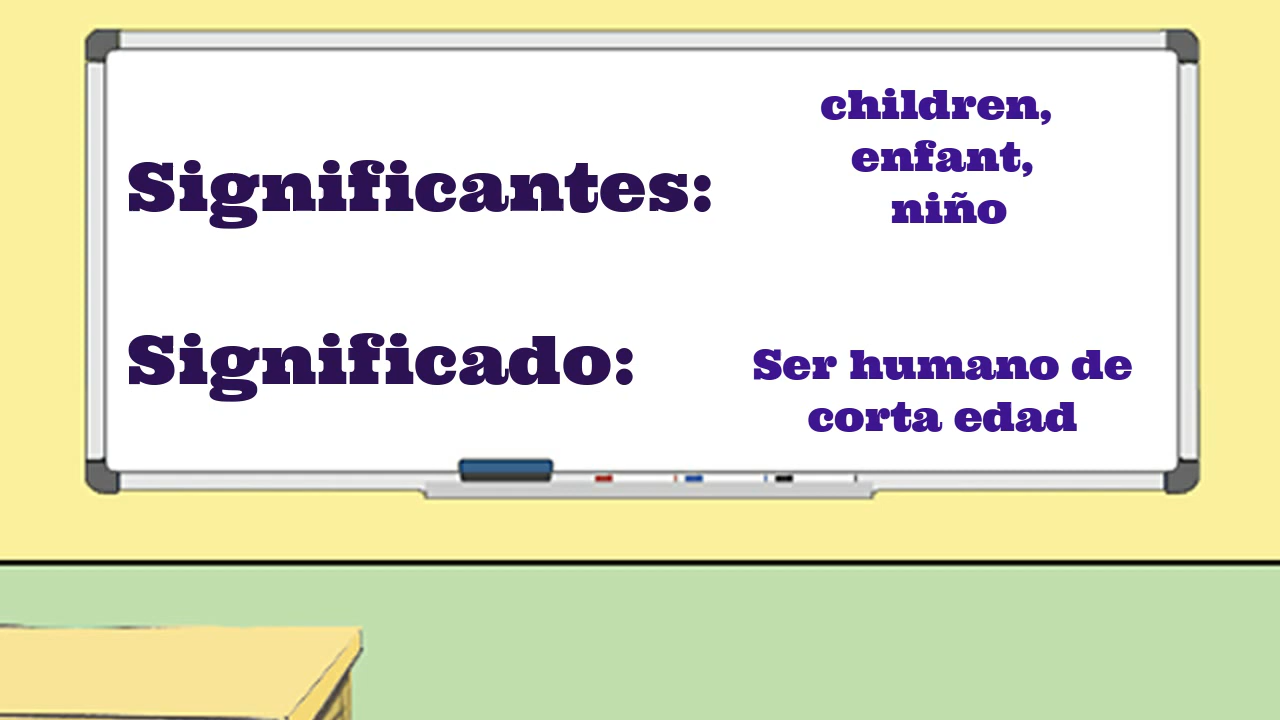 Significantes:
children,
enfant,
niño
Significado:
Ser humano de
corta edad